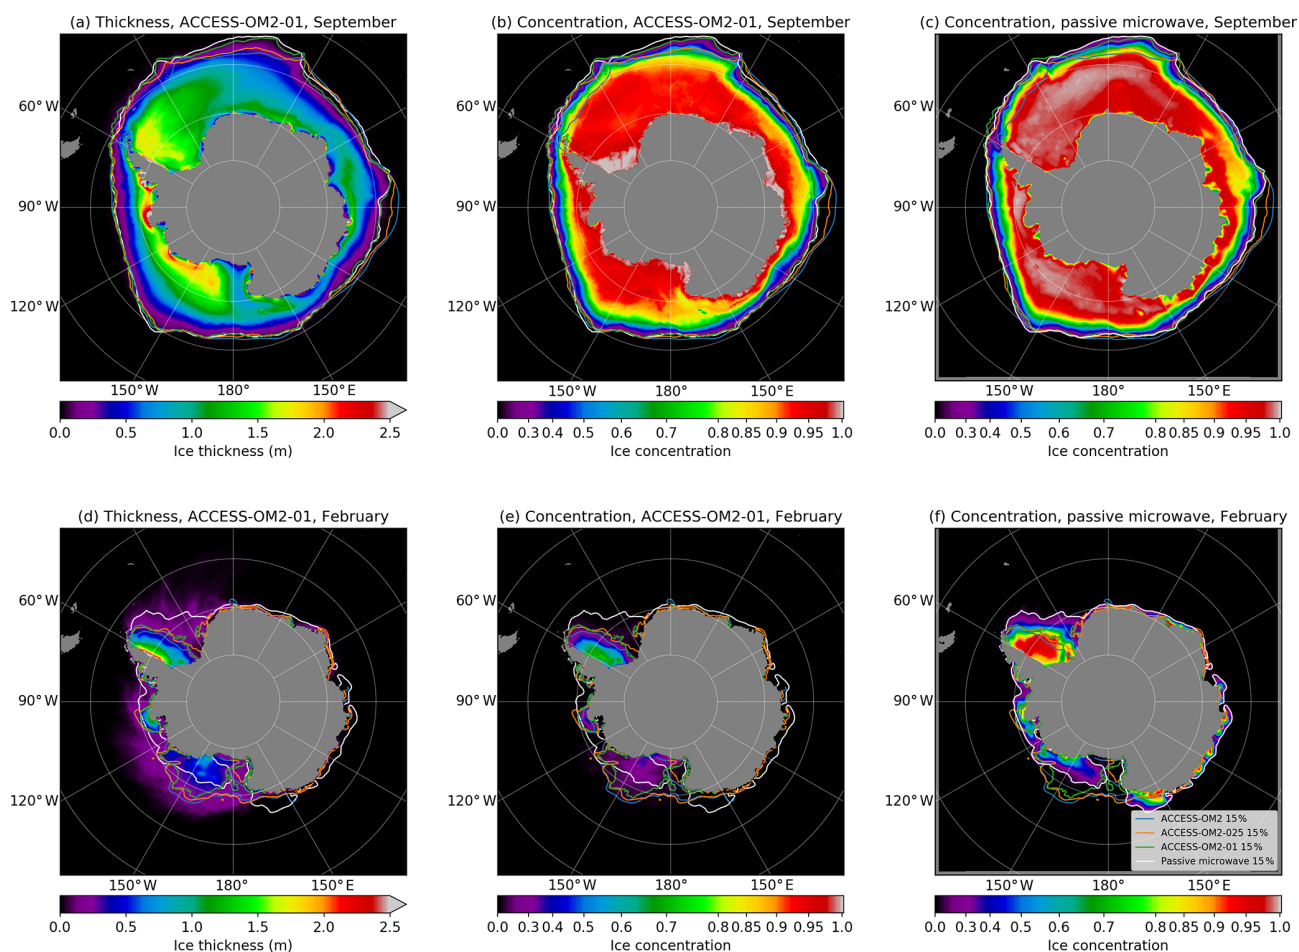 (a) Thickness, ACCESS-OM2-01, September
(b) Concentration, ACCESS-OM2-01, September
(c) Concentration, passive microwave, September
60°W
60°W
60°W
90°W
90°W
90°W
120°W
120°W
120°W
150°W 180° 150°E
150°W 180° 150°E
150°W 180° 150°E
0.0 0.5 1.0 1.5 2.0 2.5
0.0 0.3 0.4 0.5 0.6 0.7 0.8 0.85 0.9 0.95 1.0
0.0 0.3 0.4 0.5 0.6 0.7 0.8 0.85 0.9 0.95 1.0
Ice thickness (m)
Ice concentration
Ice concentration
(d) Thickness, ACCESS-OM2-01, February
(e) Concentration, ACCESS-OM2-01, February
(f) Concentration, passive microwave, February
60°W
60°W
60°W
90°W
90°W
90°W
120°W
120°W
120°W
ACCESS-OM2 15%
ACCESS-OM2-025 15%
ACCESS-OM2-01 15%
Passive microwave 15%
150°W 180° 150°E
150°W 180° 150°E
150°W 180° 150°E
0.0 0.5 1.0 1.5 2.0 2.5
0.0 0.3 0.4 0.5 0.6 0.7 0.8 0.85 0.9 0.95 1.0
0.0 0.3 0.4 0.5 0.6 0.7 0.8 0.85 0.9 0.95 1.0
Ice thickness (m)
Ice concentration
Ice concentration